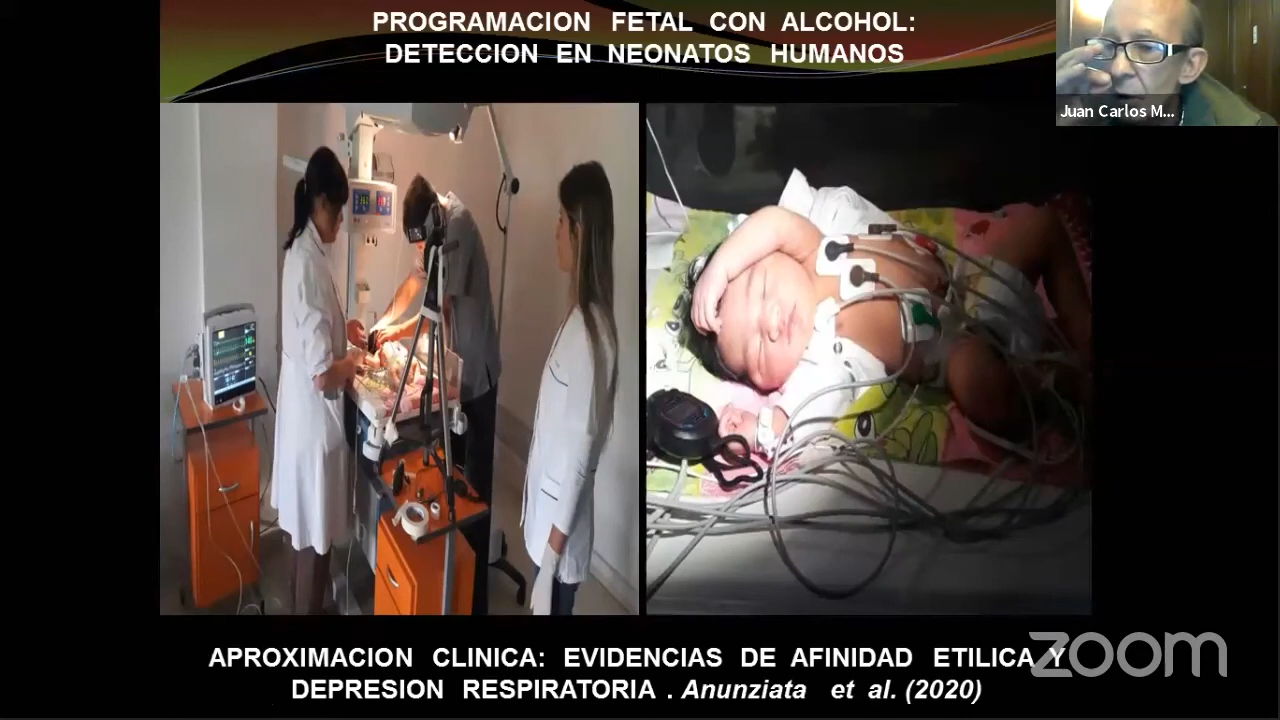 PROGRAMACION FETAL CON ALCOHOL:
DETECCION EN NEONATOS HUMANOS
Juan Carlos M...
APROXIMACION CLINICA: EVIDENCIAS DE AFINIDAD ETILICA Y
DEPRESION RESPIRATORIA . Anunziata et al. (2020)
zoom